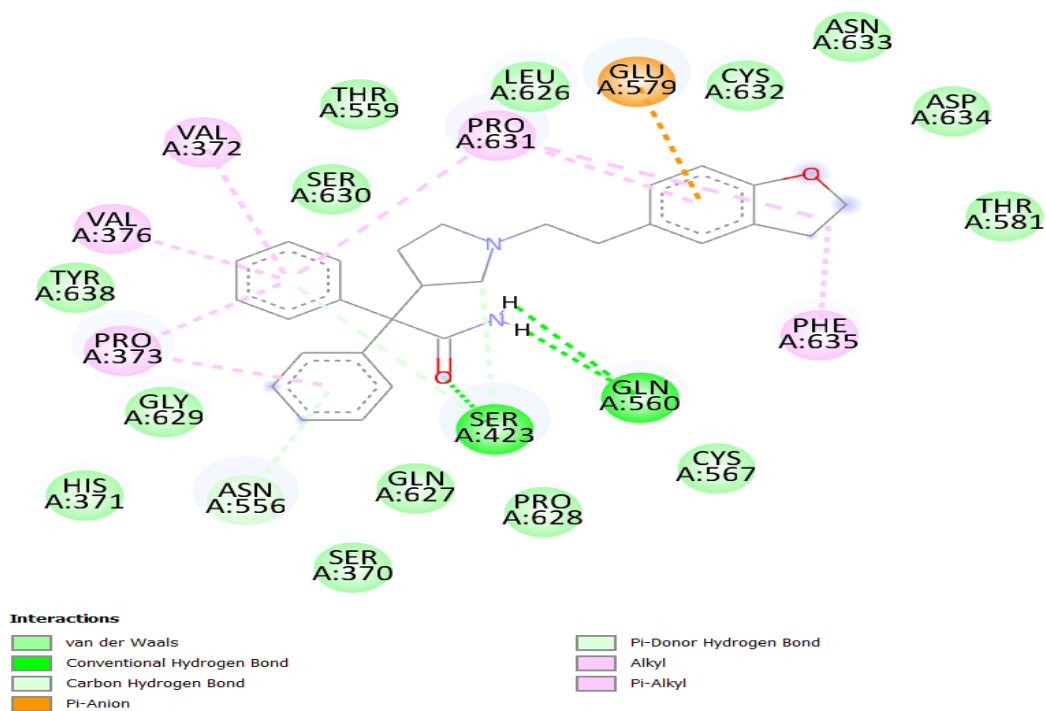 ASN
A:633
LEU
A:626
GLU
A:579
CYS
A:632
THR
A:559
ASP
A:634
VAL
A:372
PRO
A:631
SER
A:630
O
THR
A:581
VAL
A:376
N
TYR
A:638
H
N
H
PHE
A:635
PRO
A:373
O
GLN
A:560
GLY
A:629
SER
A:423
CYS
A:567
HIS
A:371
ASN
A:556
GLN
A:627
PRO
A:628
SER
A:370
Interactions
van der Waals
Conventional Hydrogen Bond
Carbon Hydrogen Bond
Pi-Anion
Pi-Donor Hydrogen Bond
Alkyl
Pi-Alkyl